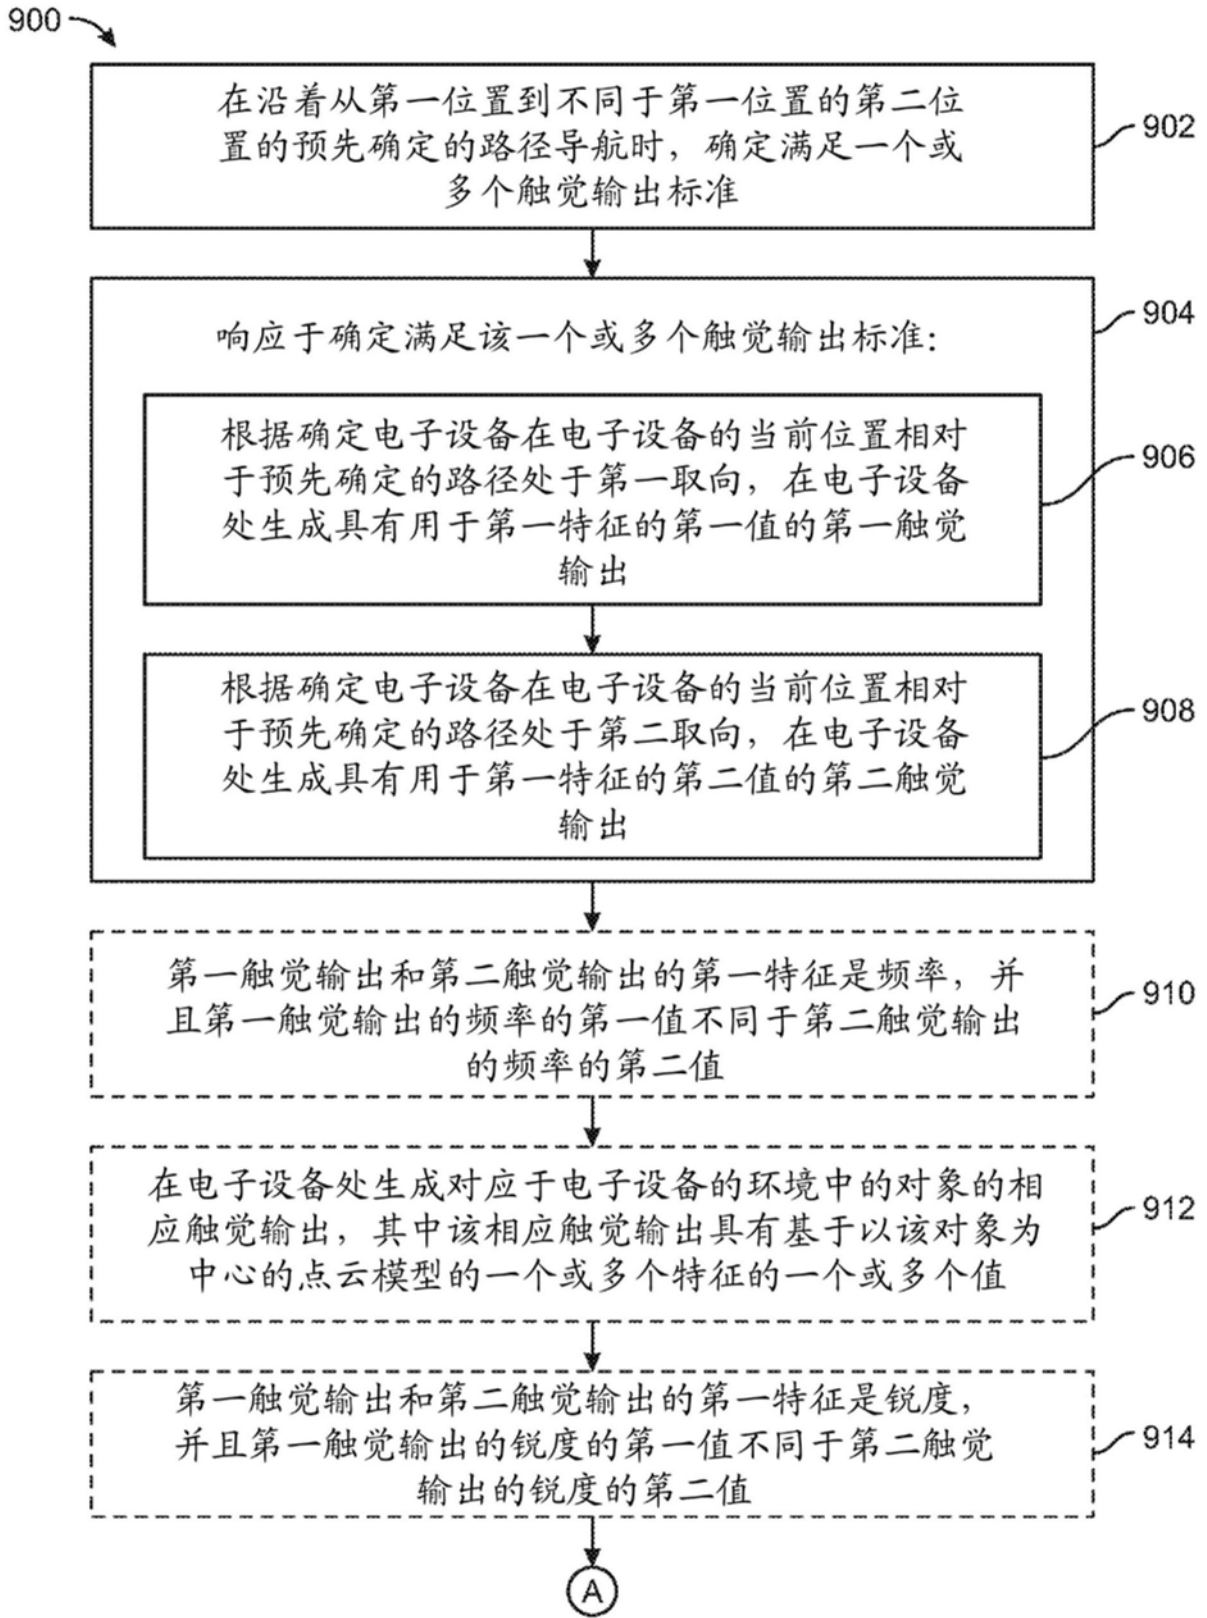 900
在沿着从第一位置到不同于第一位置的第二位
置的预先确定的路径导航时，确定满足一个或
多个触觉输出标准
902
响应于确定满足该一个或多个触觉输出标准：
904
根据确定电子设备在电子设备的当前位置相对
于预先确定的路径处于第一取向，在电子设备
处生成具有用于第一特征的第一值的第一触觉
输出
906
根据确定电子设备在电子设备的当前位置相对
于预先确定的路径处于第二取向，在电子设备
处生成具有用于第一特征的第二值的第二触觉
输出
908
第一触觉输出和第二触觉输出的第一特征是频率，并
且第一触觉输出的频率的第一值不同于第二触觉输出
的频率的第二值
910
在电子设备处生成对应于电子设备的环境中的对象的相
应触觉输出，其中该相应触觉输出具有基于以该对象为
中心的点云模型的一个或多个特征的一个或多个值
912
第一触觉输出和第二触觉输出的第一特征是锐度，
并且第一触觉输出的锐度的第一值不同于第二触觉
输出的锐度的第二值
914
A